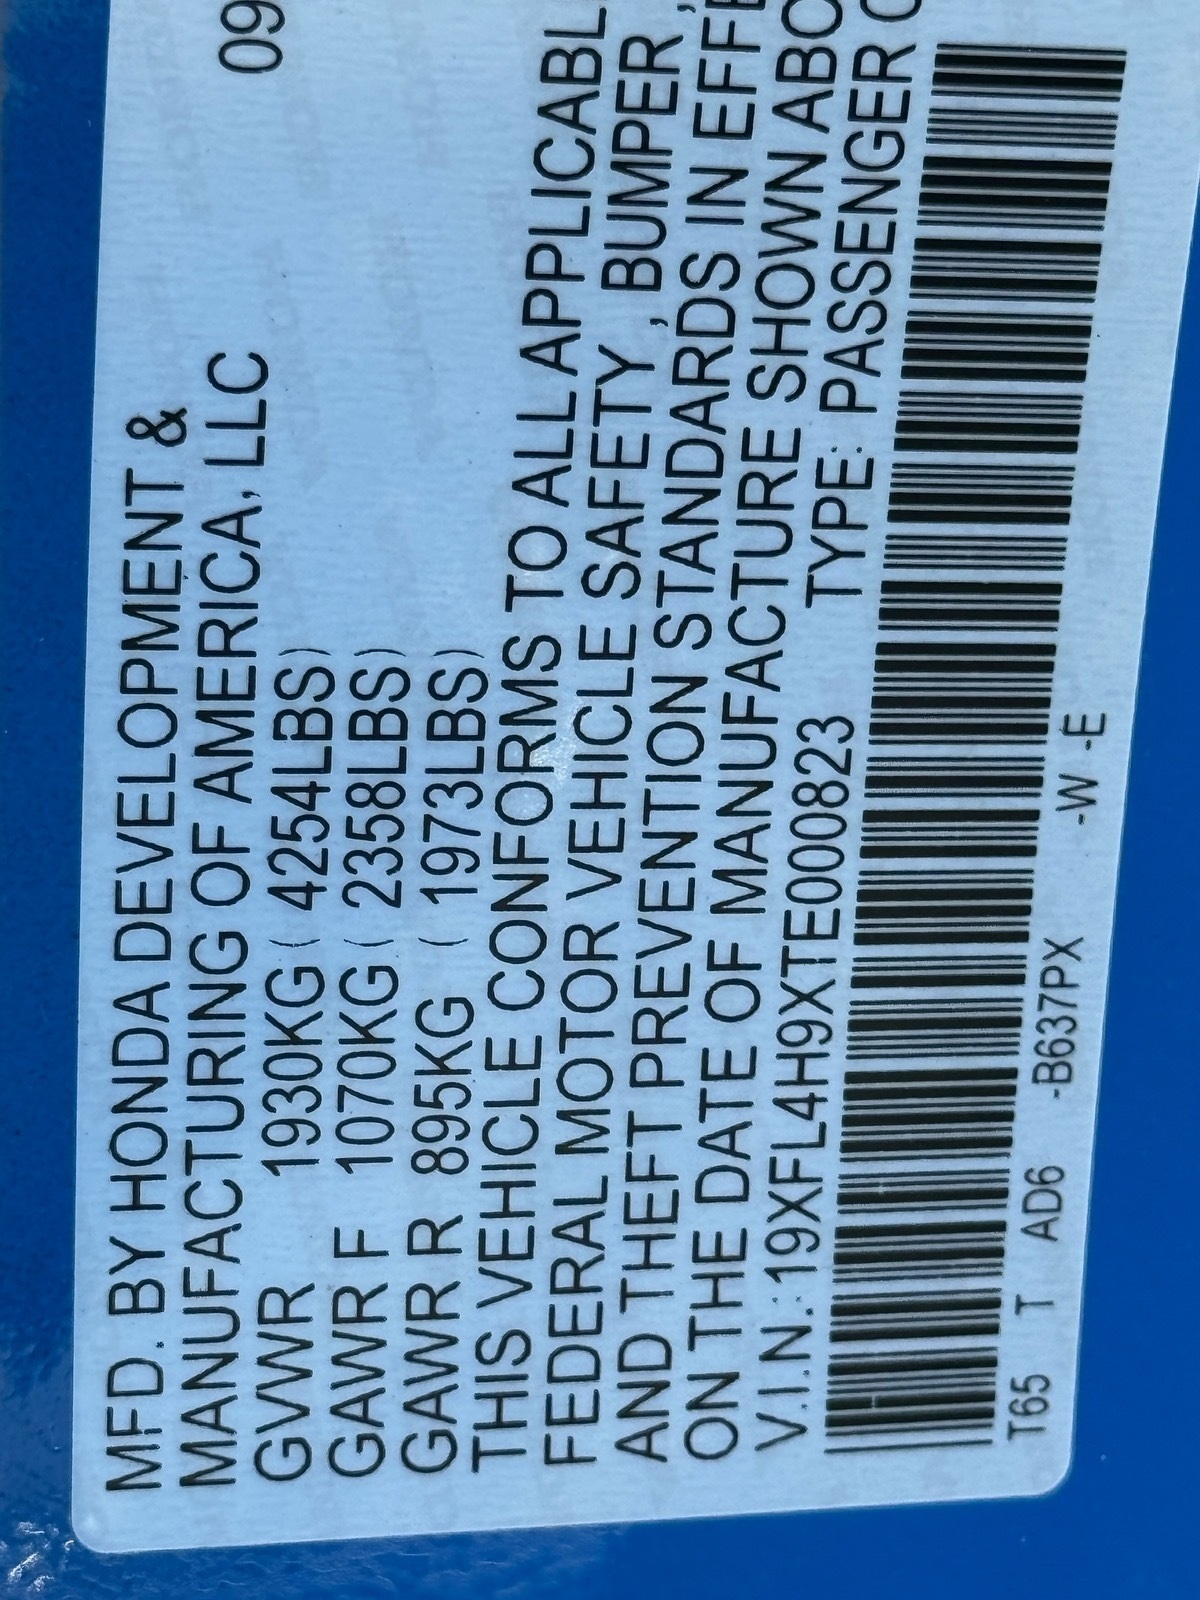 MFD. BY HONDA DEVELOPMENT & 09
MANUFACTURING OF AMERICA, LLC
GVWR 1930KG ( 4254LBS)
GAWR F 1070KG ( 2358LBS)
GAWR R 895KG ( 1973LBS)
THIS VEHICLE CONFORMS TO ALL APPLICABL
FEDERAL MOTOR VEHICLE SAFETY, BUMPER,
AND THEFT PREVENTION STANDARDS IN EFFE
ON THE DATE OF MANUFACTURE SHOWN ABO
V.I.N.:19XFL4H9XTE000823 TYPE: PASSENGER C
T65 T AD6 -B637PX -W -E